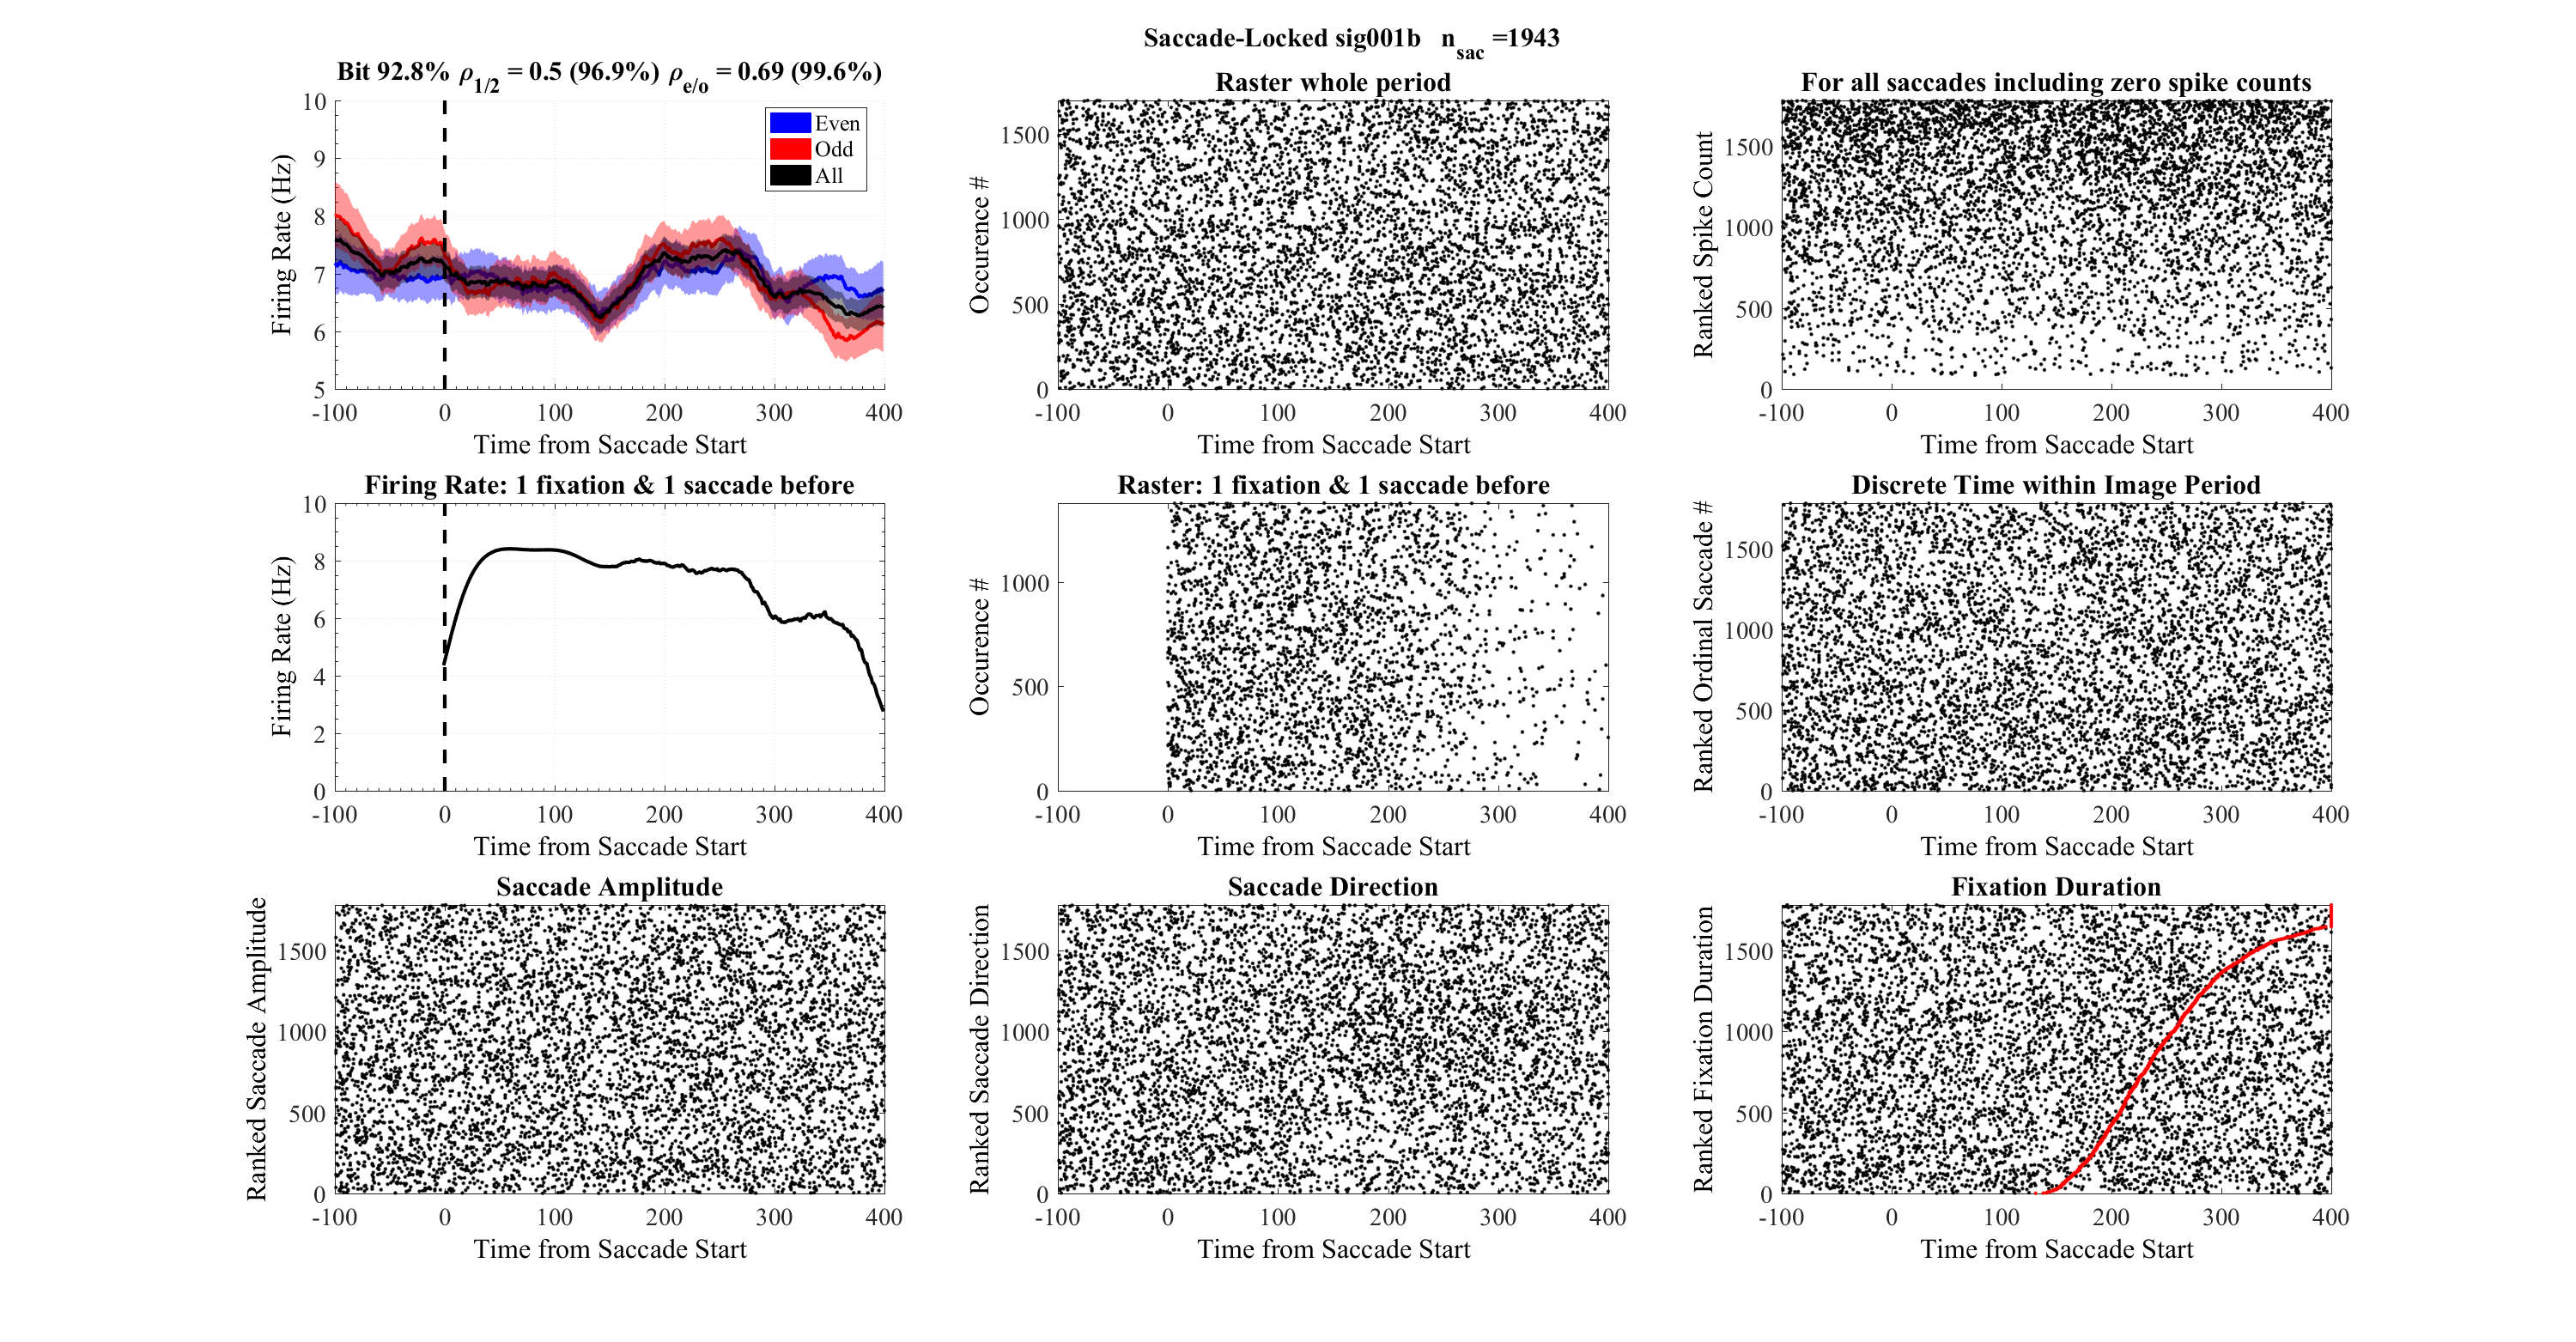 Saccade-Locked sig001b n_sac =1943
Bit 92.8% ρ_1/2 = 0.5 (96.9%) ρ_e/o = 0.69 (99.6%)
Firing Rate (Hz)
10
9
8
7
6
5
-100 0 100 200 300 400
Time from Saccade Start
Even
Odd
All
Raster whole period
Occurence #
1500
1000
500
0
-100 0 100 200 300 400
Time from Saccade Start
For all saccades including zero spike counts
Ranked Spike Count
1500
1000
500
0
-100 0 100 200 300 400
Time from Saccade Start
Firing Rate: 1 fixation & 1 saccade before
Firing Rate (Hz)
10
8
6
4
2
0
-100 0 100 200 300 400
Time from Saccade Start
Raster: 1 fixation & 1 saccade before
Occurence #
1000
500
0
-100 0 100 200 300 400
Time from Saccade Start
Discrete Time within Image Period
Ranked Ordinal Saccade #
1500
1000
500
0
-100 0 100 200 300 400
Time from Saccade Start
Saccade Amplitude
Ranked Saccade Amplitude
1500
1000
500
0
-100 0 100 200 300 400
Time from Saccade Start
Saccade Direction
Ranked Saccade Direction
1500
1000
500
0
-100 0 100 200 300 400
Time from Saccade Start
Fixation Duration
Ranked Fixation Duration
1500
1000
500
0
-100 0 100 200 300 400
Time from Saccade Start